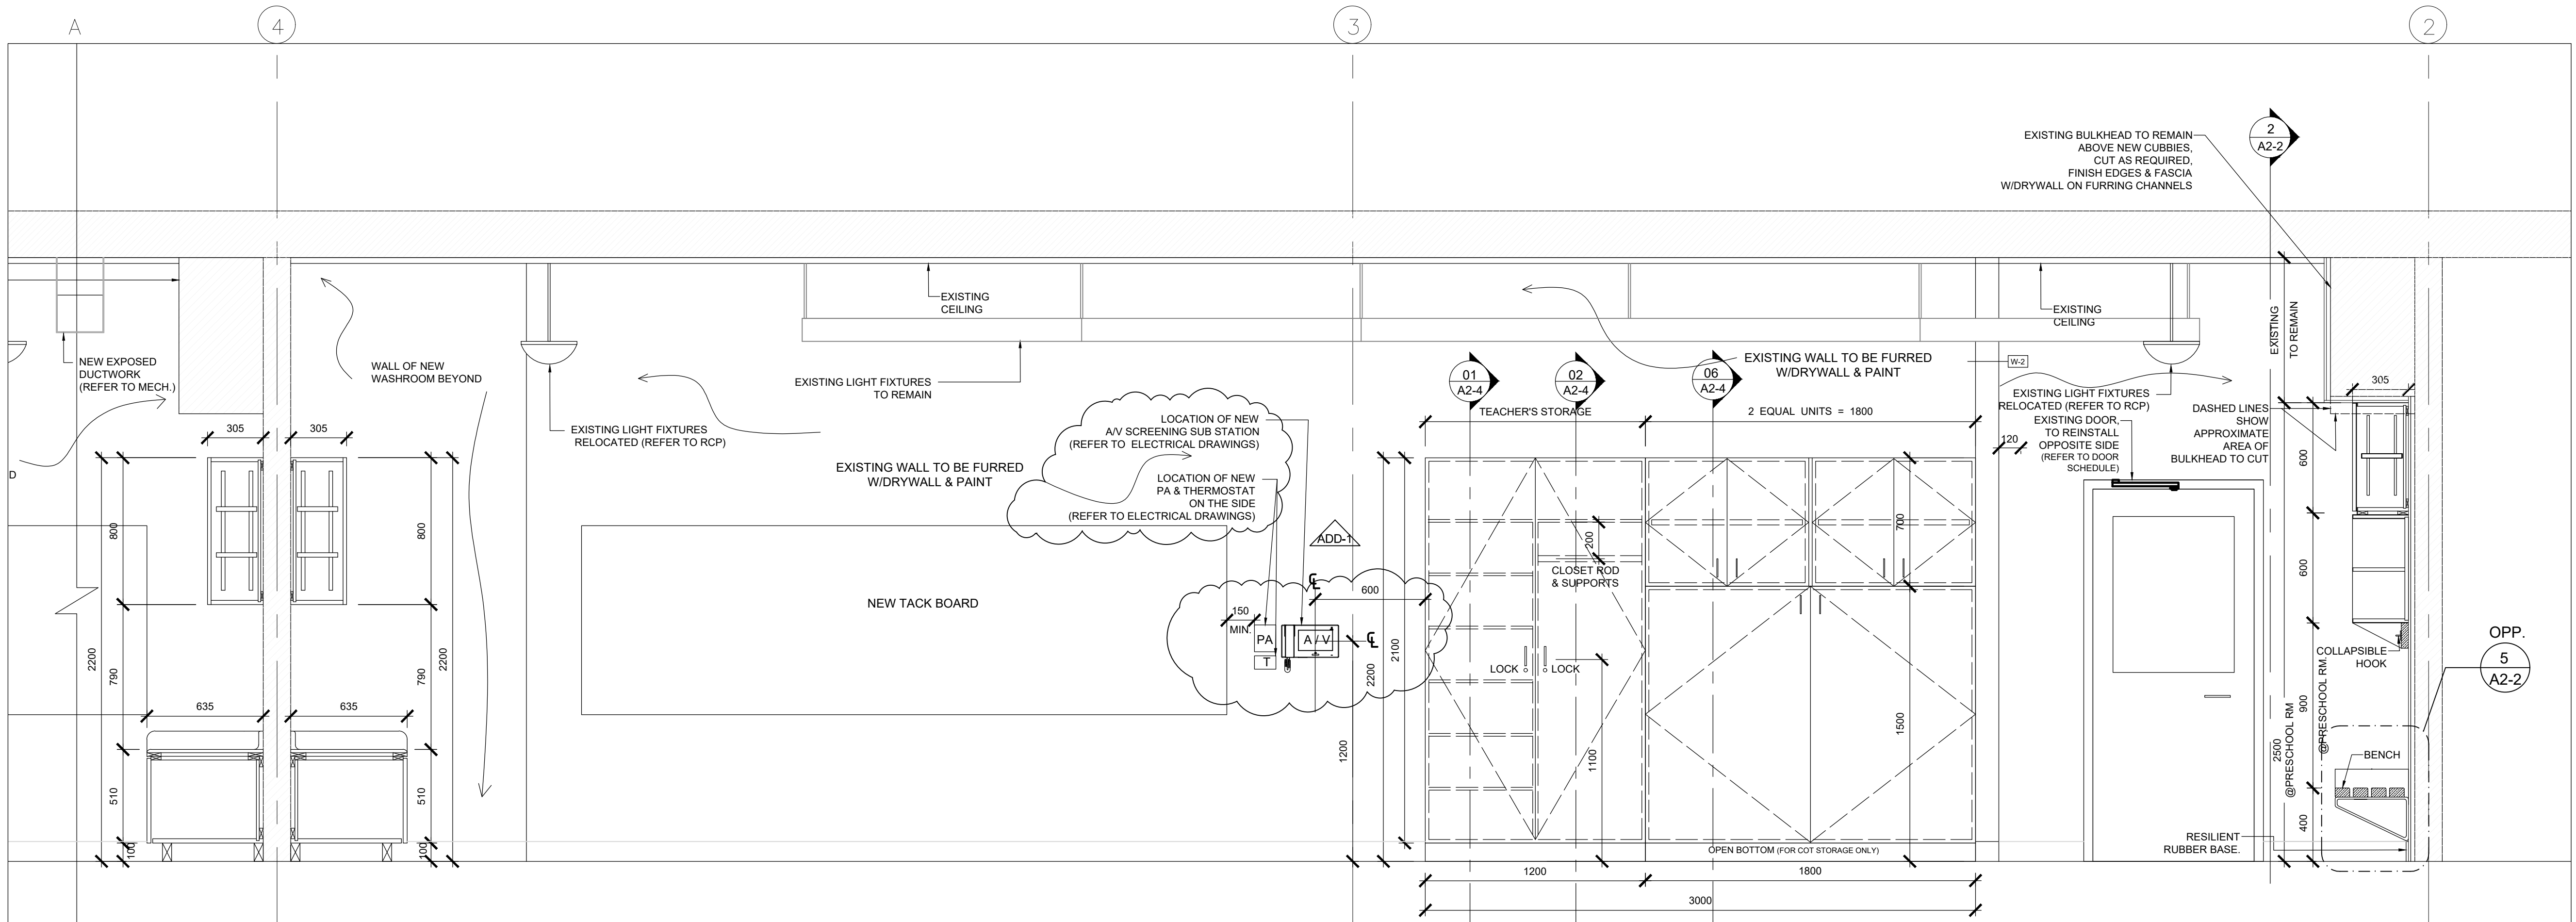 A
4
3
2
EXISTING BULKHEAD TO REMAIN
ABOVE NEW CUBBIES,
CUT AS REQUIRED,
FINISH EDGES & FASCIA
W/DRYWALL ON FURRING CHANNELS
2
A2-2
NEW EXPOSED
DUCTWORK
(REFER TO MECH.)
WALL OF NEW
WASHROOM BEYOND
EXISTING
CEILING
EXISTING LIGHT FIXTURES
TO REMAIN
EXISTING LIGHT FIXTURES
RELOCATED (REFER TO RCP)
EXISTING WALL TO BE FURRED
W/DRYWALL & PAINT
LOCATION OF NEW
A/V SCREENING SUB STATION
(REFER TO ELECTRICAL DRAWINGS)
LOCATION OF NEW
PA & THERMOSTAT
ON THE SIDE
(REFER TO ELECTRICAL DRAWINGS)
ADD-1
NEW TACK BOARD
150
MIN.
PA
T
A / V
600
1200
2200
2100
01
A2-4
02
A2-4
06
A2-4
EXISTING WALL TO BE FURRED
W/DRYWALL & PAINT
W-2
EXISTING
CEILING
TEACHER'S STORAGE
2 EQUAL UNITS = 1800
200
CLOSET ROD
& SUPPORTS
LOCK
LOCK
1100
700
1500
OPEN BOTTOM (FOR COT STORAGE ONLY)
1200
1800
3000
EXISTING LIGHT FIXTURES
RELOCATED (REFER TO RCP)
EXISTING DOOR,
TO REINSTALL
OPPOSITE SIDE
(REFER TO DOOR
SCHEDULE)
120
DASHED LINES
SHOW
APPROXIMATE
AREA OF
BULKHEAD TO CUT
EXISTING
TO REMAIN
305
600
600
900
400
2500
@PRESCHOOL RM
@PRESCHOOL RM.
COLLAPSIBLE
HOOK
BENCH
RESILIENT
RUBBER BASE.
OPP.
5
A2-2
D
305
305
800
800
2200
2200
790
790
635
635
510
510
100
100